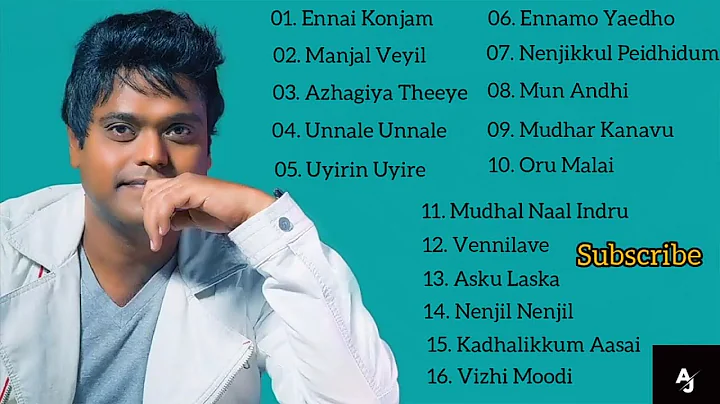 01. Ennai Konjam
02. Manjal Veyil
03. Azhagiya Theeye
04. Unnale Unnale
05. Uyirin Uyire
06. Ennamo Yaedho
07. Nenjikkul Peidhidum
08. Mun Andhi
09. Mudhar Kanavu
10. Oru Malai
11. Mudhal Naal Indru
12. Vennilave
13. Asku Laska
14. Nenjil Nenjil
15. Kadhalikkum Aasai
16. Vizhi Moodi
Subscribe
AJ